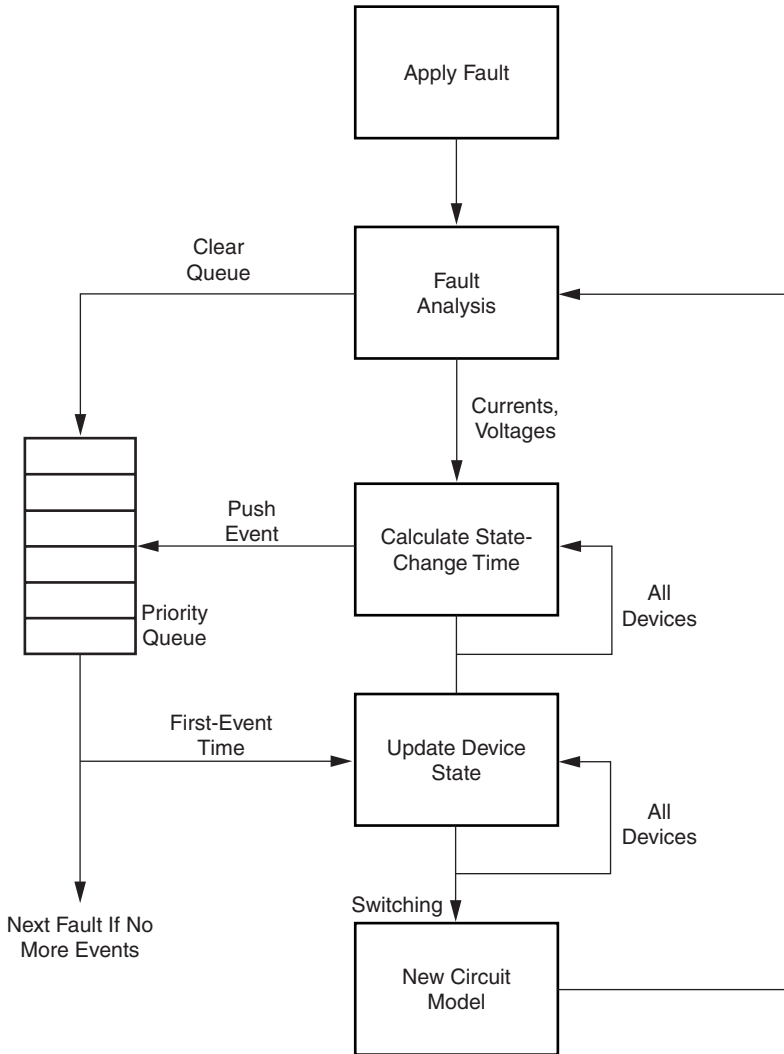 Apply Fault
Clear
Queue
Fault
Analysis
Currents,
Voltages
Push
Event
Calculate State-
Change Time
All
Devices
Priority
Queue
First-Event
Time
Update Device
State
All
Devices
Switching
Next Fault If No
More Events
New Circuit
Model